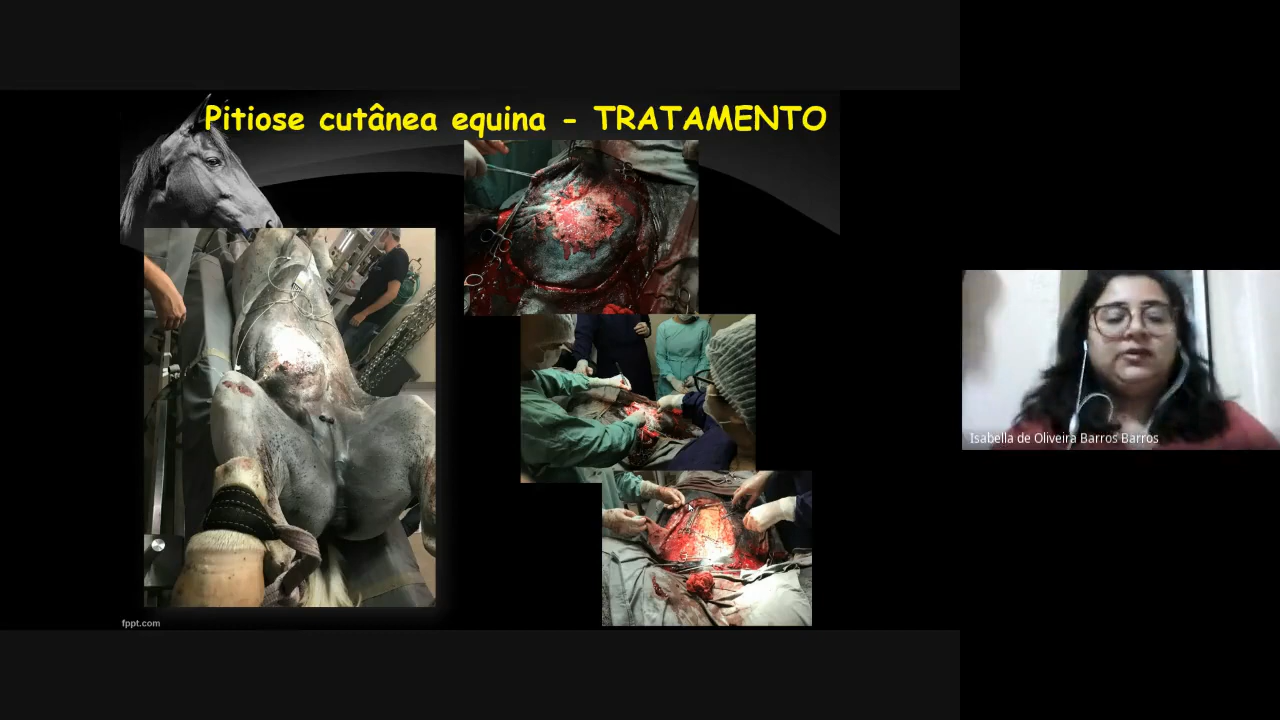 Pitiose cutânea equina - TRATAMENTO
Isabella de Oliveira Barros Barros
fppt.com